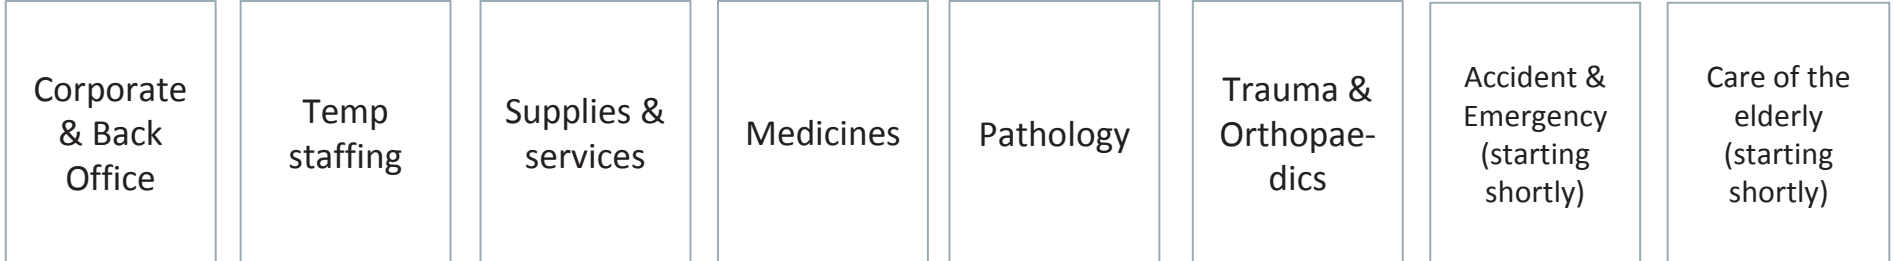 Corporate
& Back
Office
Temp
staffing
Supplies &
services
Medicines
Pathology
Trauma &
Orthopae-
dics
Accident &
Emergency
(starting
shortly)
Care of the
elderly
(starting
shortly)